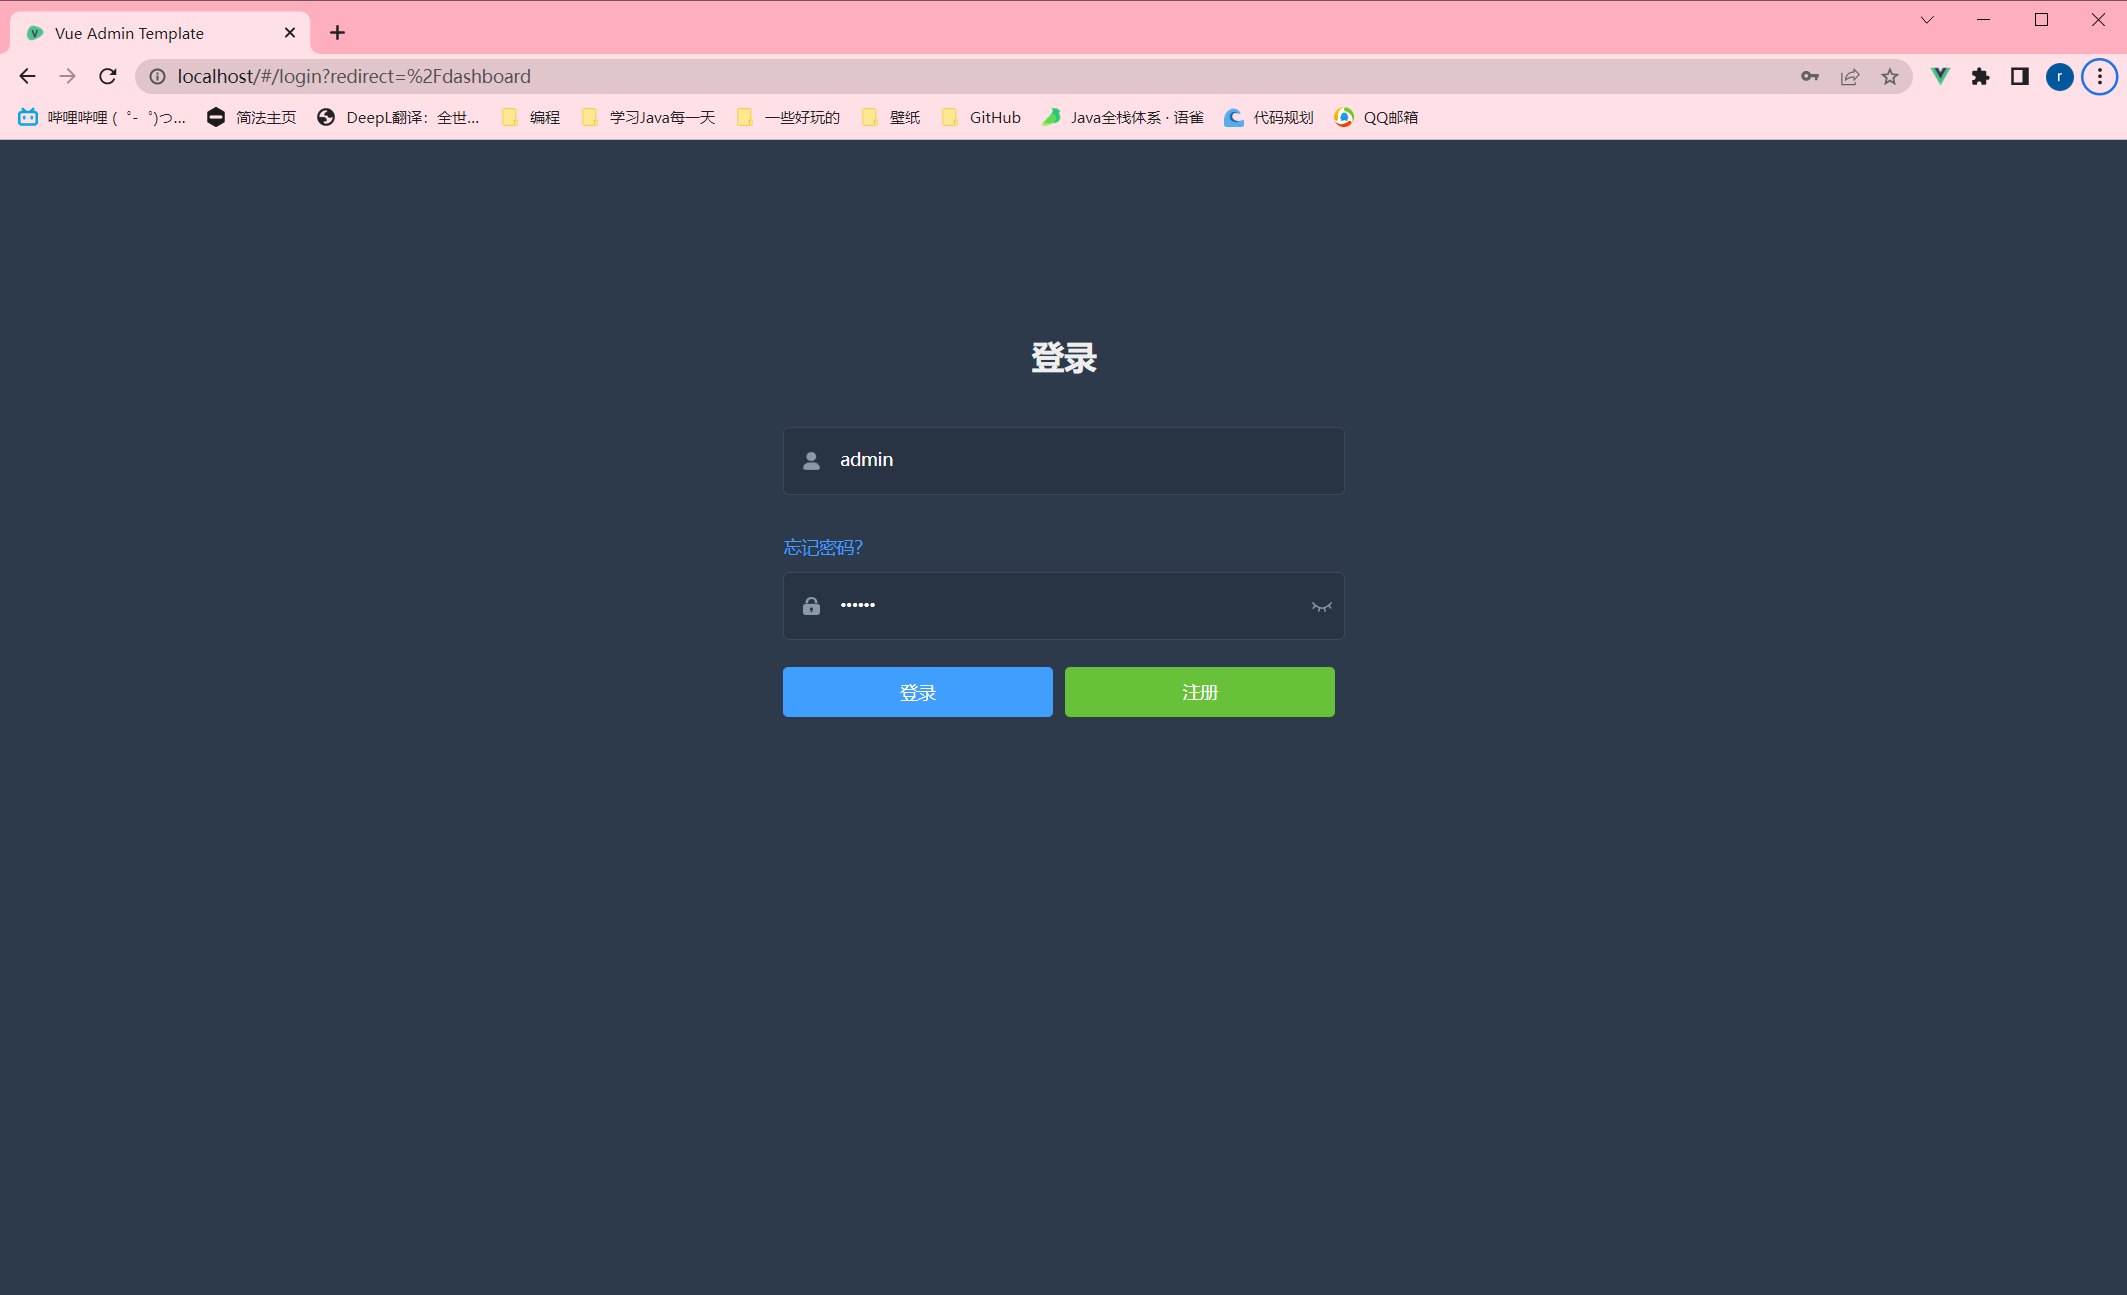 Vue Admin Template
localhost/#/login?redirect=%2Fdashboard
r
哔哩哔哩 (゜-゜)つ... 简法主页 DeepL翻译：全世... 编程 学习Java每一天 一些好玩的 壁纸 GitHub Java全栈体系 · 语雀 代码规划 QQ邮箱
登录
admin
忘记密码？
••••••
登录 注册